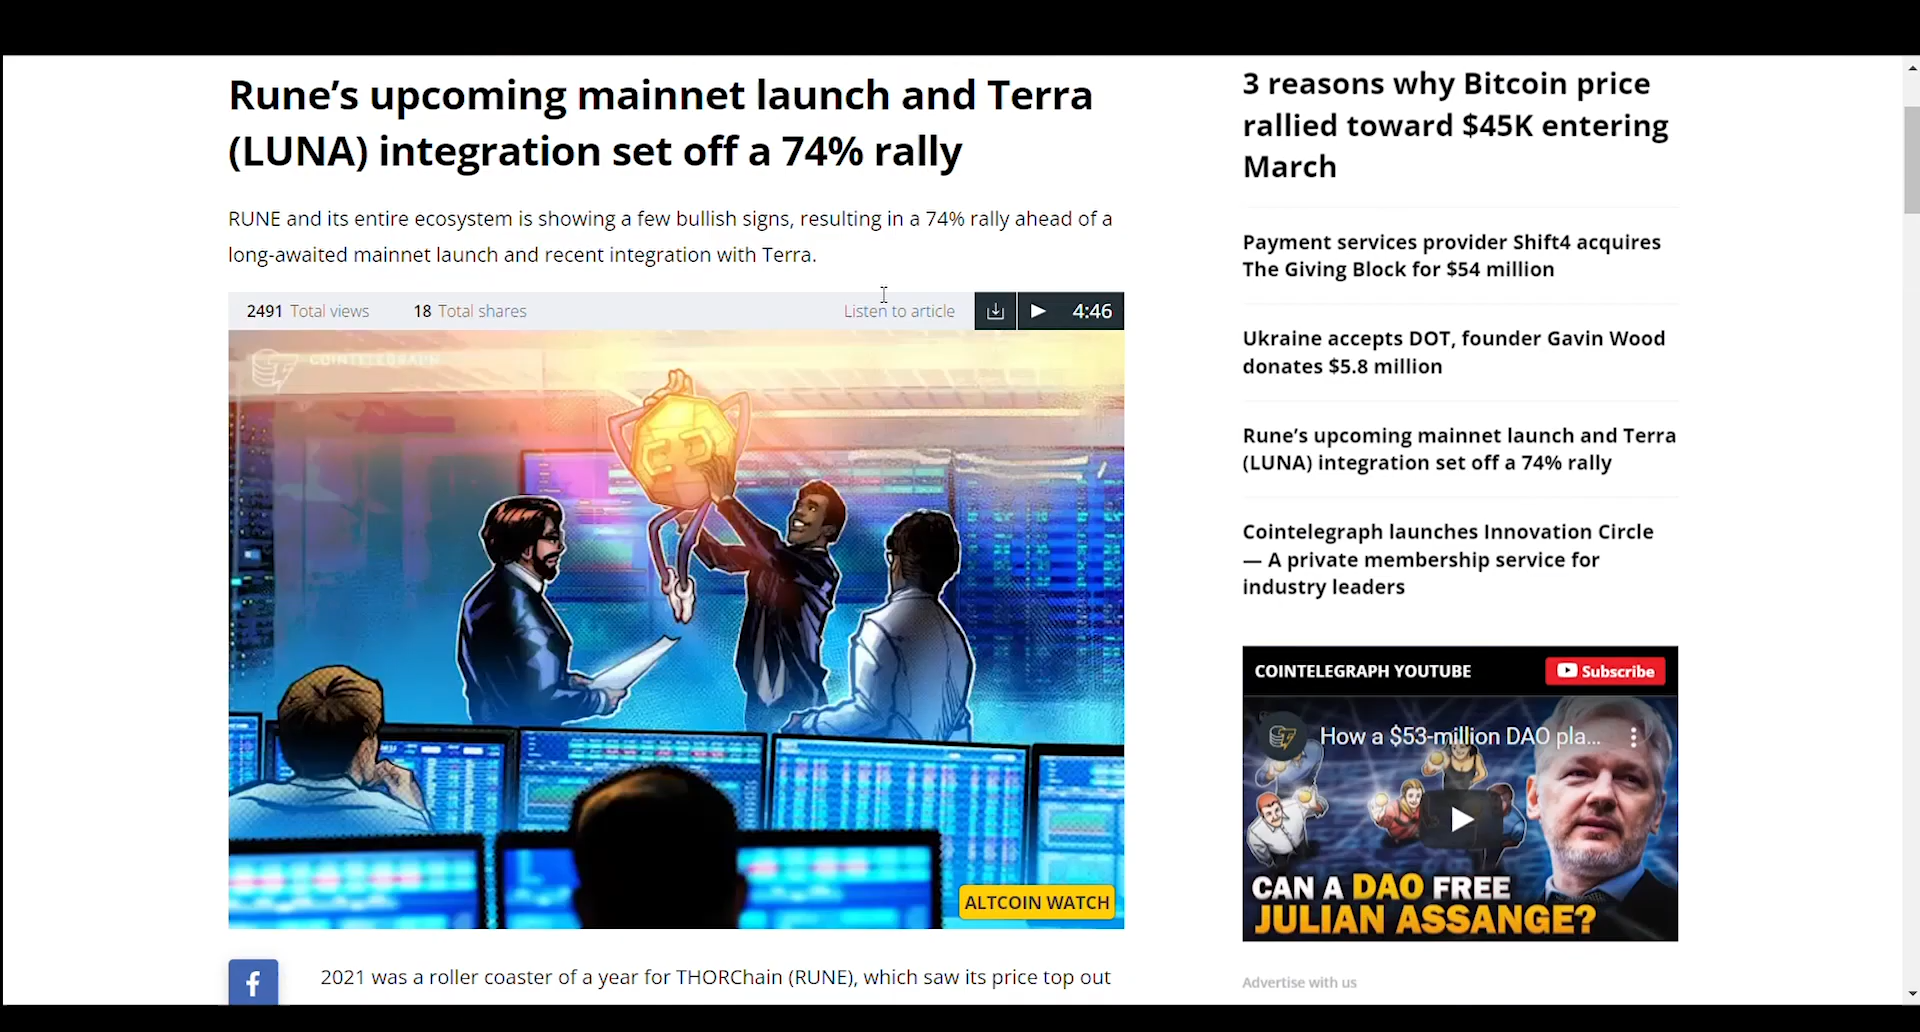 Rune’s upcoming mainnet launch and Terra
(LUNA) integration set off a 74% rally
RUNE and its entire ecosystem is showing a few bullish signs, resulting in a 74% rally ahead of a
long-awaited mainnet launch and recent integration with Terra.
2491 Total views 18 Total shares Listen to article 4:46
COINTELEGRAPH
ALTCOIN WATCH
2021 was a roller coaster of a year for THORChain (RUNE), which saw its price top out
3 reasons why Bitcoin price
rallied toward $45K entering
March
Payment services provider Shift4 acquires
The Giving Block for $54 million
Ukraine accepts DOT, founder Gavin Wood
donates $5.8 million
Rune’s upcoming mainnet launch and Terra
(LUNA) integration set off a 74% rally
Cointelegraph launches Innovation Circle
— A private membership service for
industry leaders
COINTELEGRAPH YOUTUBE Subscribe
How a $53-million DAO pla...
CAN A DAO FREE
JULIAN ASSANGE?
Advertise with us